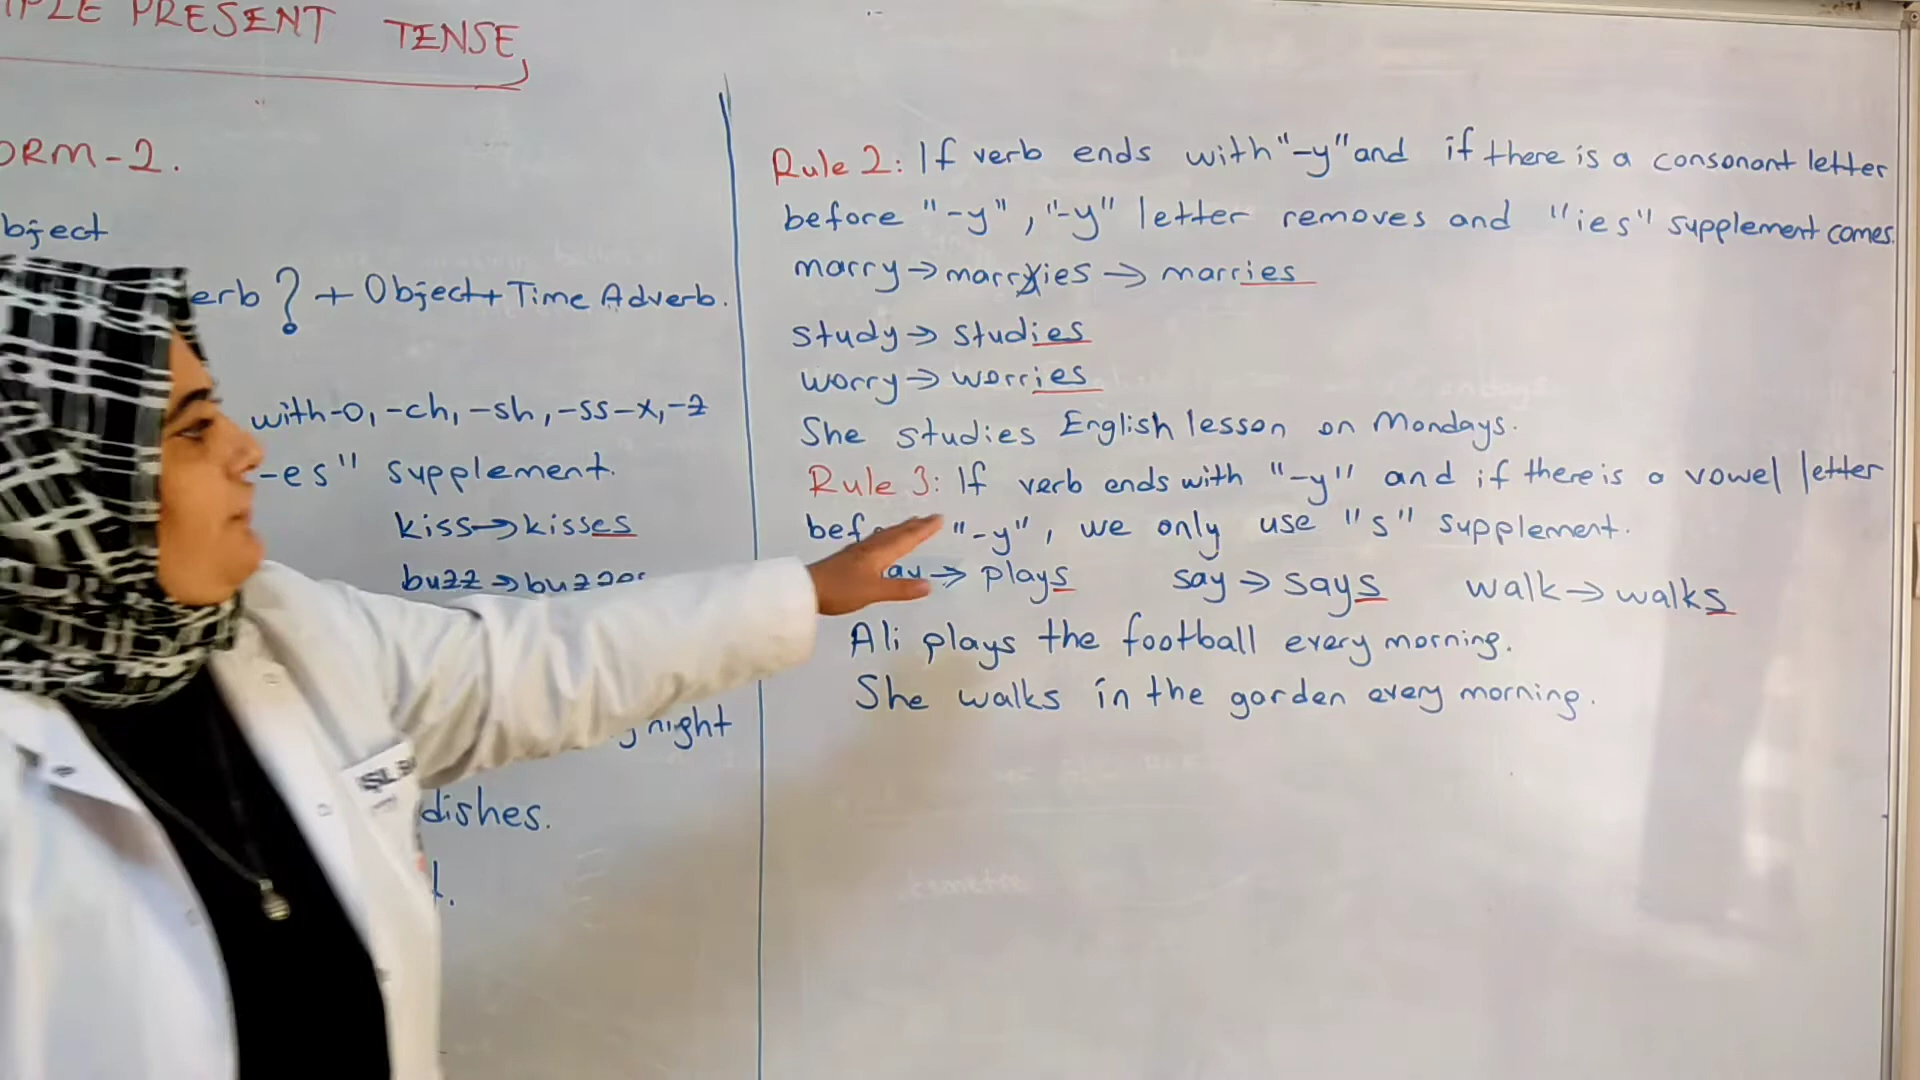 PRESENT TENSE
ORM-2.
bject
erb ? + Object + Time Adverb.
with -o, -ch, -sh, -ss -x, -z
-es" supplement.
kiss → kisses
buzz →
night
dishes.
Rule 2: If verb ends with "-y" and if there is a consonant letter
before "-y", "-y" letter removes and "ies" supplement comes.
marry → marryies → marries
study → studies
worry → worries
She studies English lesson on Mondays.
Rule 3: If verb ends with "-y" and if there is a vowel letter
bef "-y", we only use "s" supplement.
ay → plays say → says walk → walks
Ali plays the football every morning.
She walks in the garden every morning.